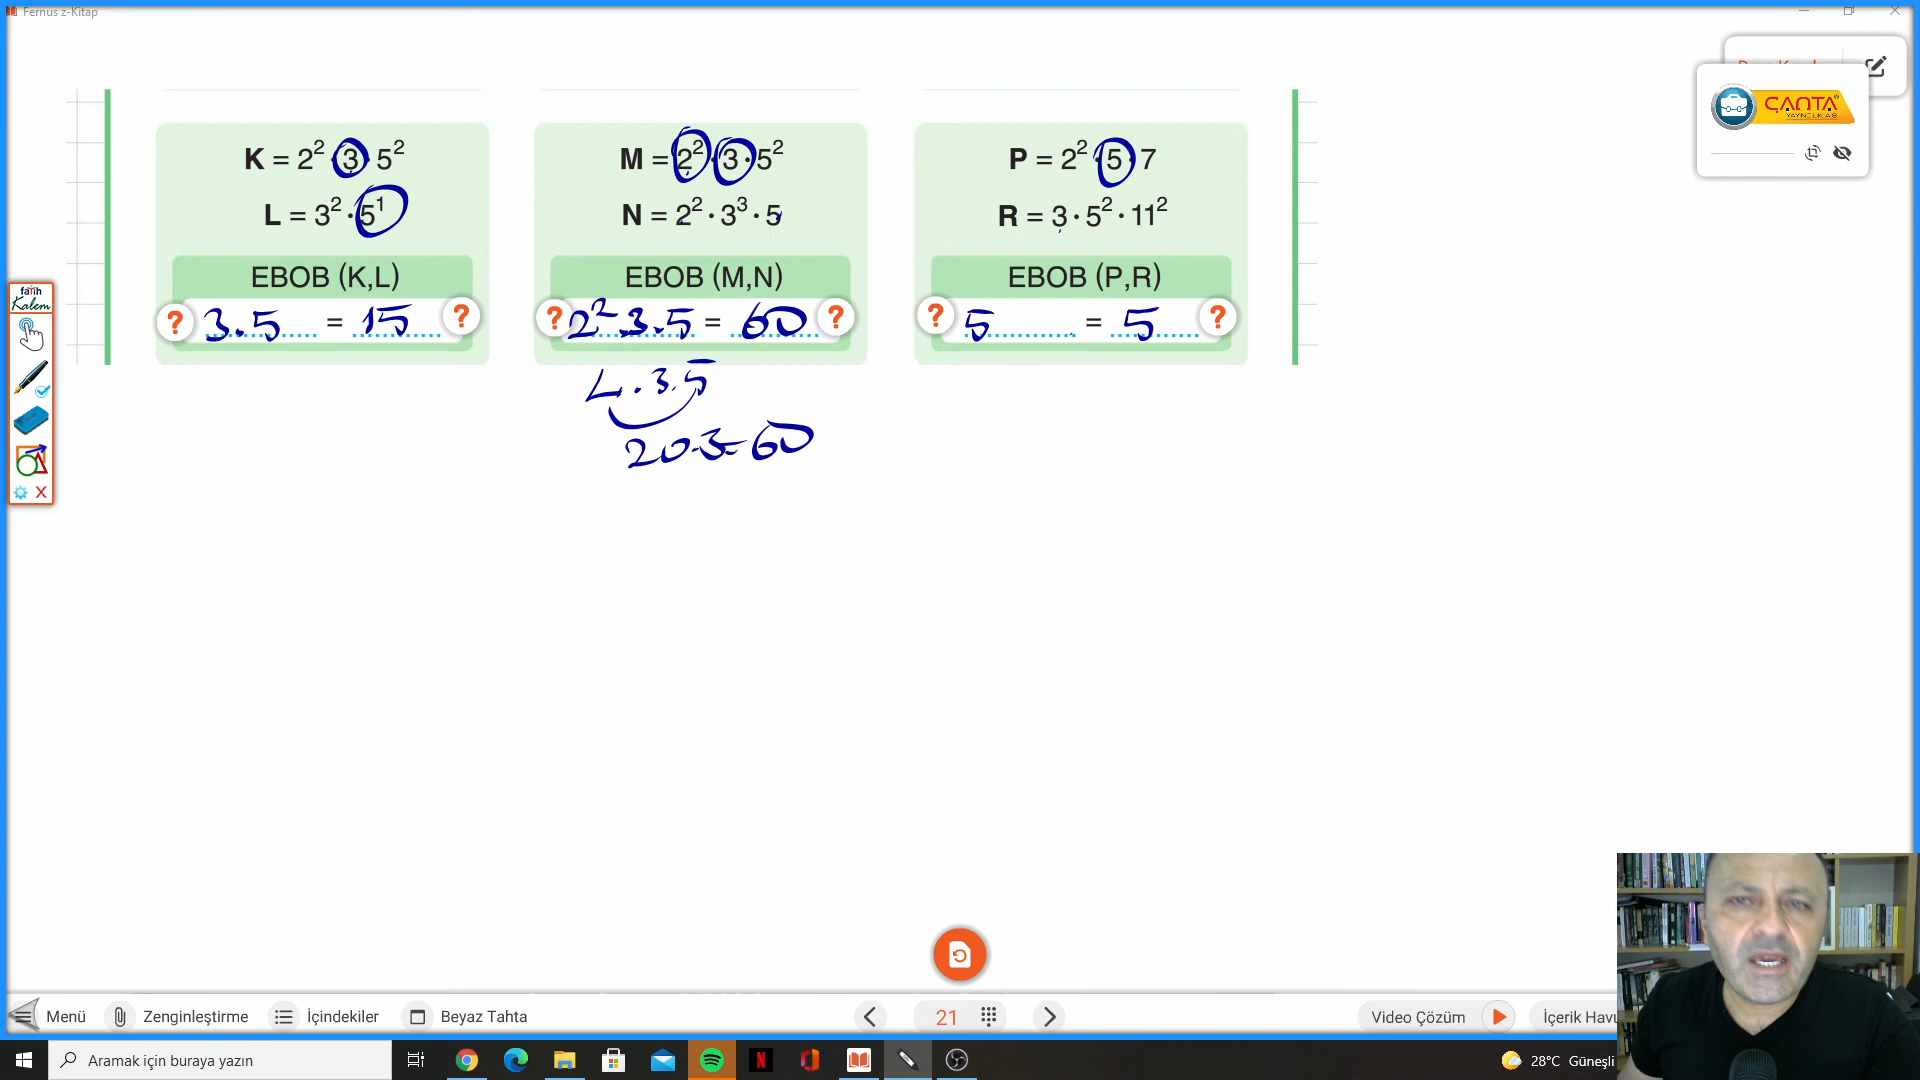 Fernus z-Kitap
ÇANTA
YAYINCILIK A.Ş.
K = 2² · 3 · 5²
L = 3² · 5¹
EBOB (K,L)
? 3.5 = 15 ?
M = 2² · 3 · 5²
N = 2² · 3³ · 5
EBOB (M,N)
? 2².3.5 = 60 ?
4.3.5
20.3=60
P = 2² · 5 · 7
R = 3 · 5² · 11²
EBOB (P,R)
? 5 = 5 ?
fatih
Kalem
Menü
Zenginleştirme
İçindekiler
Beyaz Tahta
21
Video Çözüm
İçerik Havu
Aramak için buraya yazın
28°C Güneşli